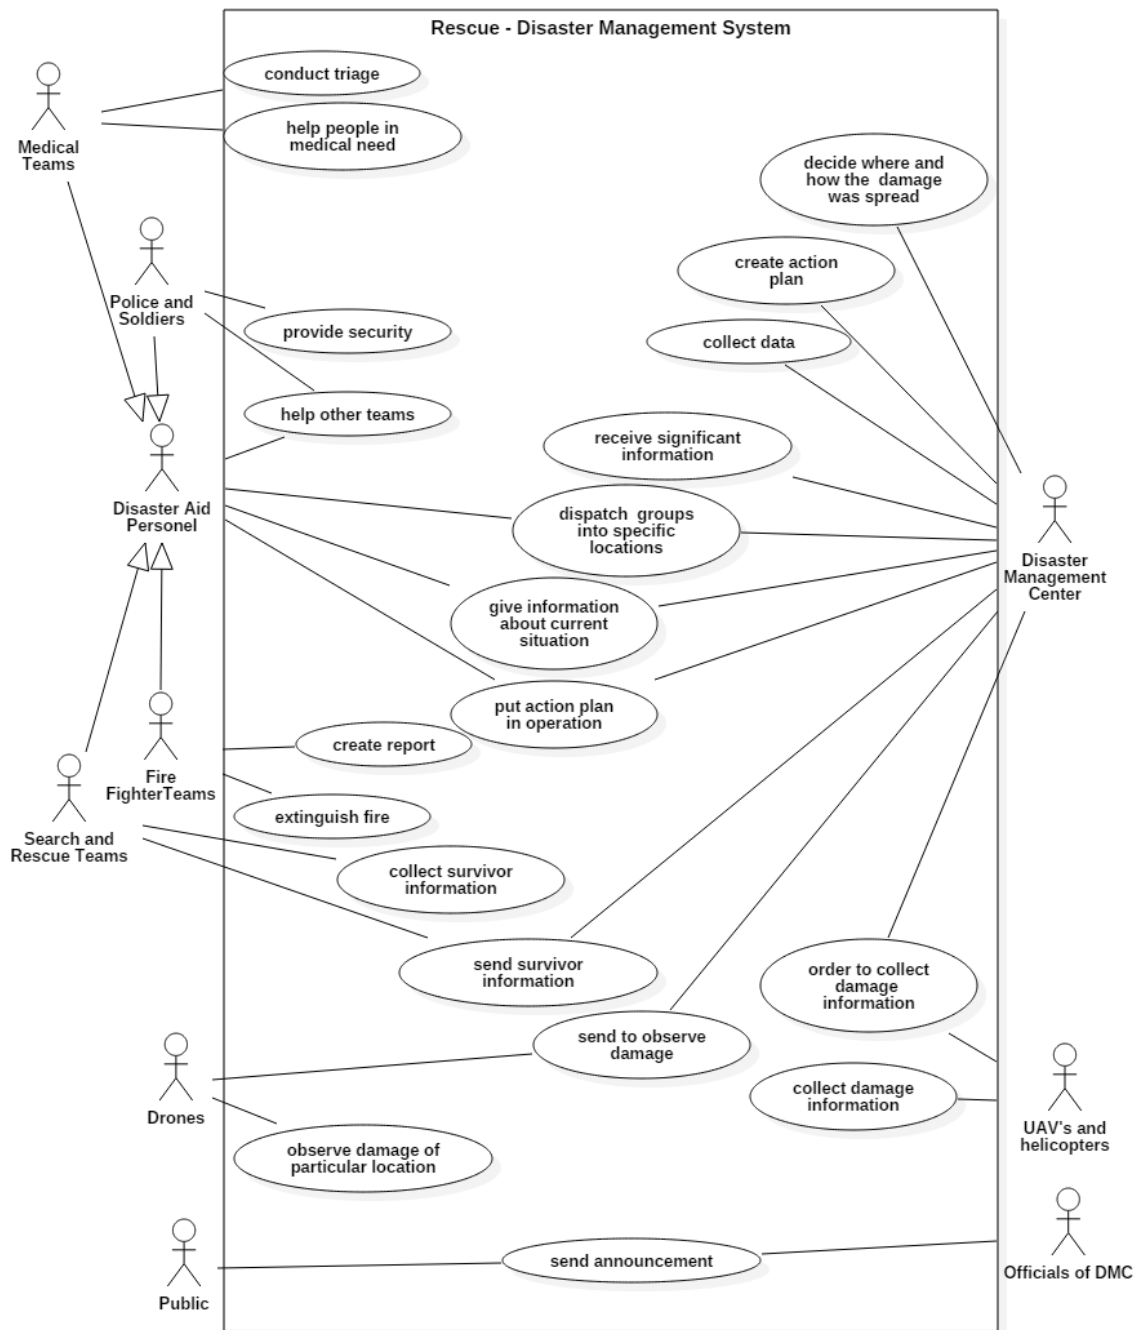 Rescue - Disaster Management System
conduct triage
help people in
medical need
Medical
Teams
decide where and
how the  damage
was spread
create action
plan
Police and
Soldiers
provide security
collect data
help other teams
receive significant
information
Disaster Aid
Personel
dispatch  groups
into specific
locations
Disaster
Management
Center
give information
about current
situation
put action plan
in operation
create report
Fire
FighterTeams
extinguish fire
Search and
Rescue Teams
collect survivor
information
send survivor
information
order to collect
damage
information
send to observe
damage
Drones
collect damage
information
UAV's and
helicopters
observe damage of
particular location
send announcement
Officials of DMC
Public